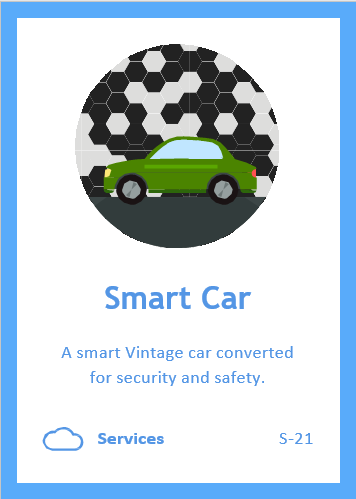 Smart Car
A smart Vintage car converted
for security and safety.
Services S-21